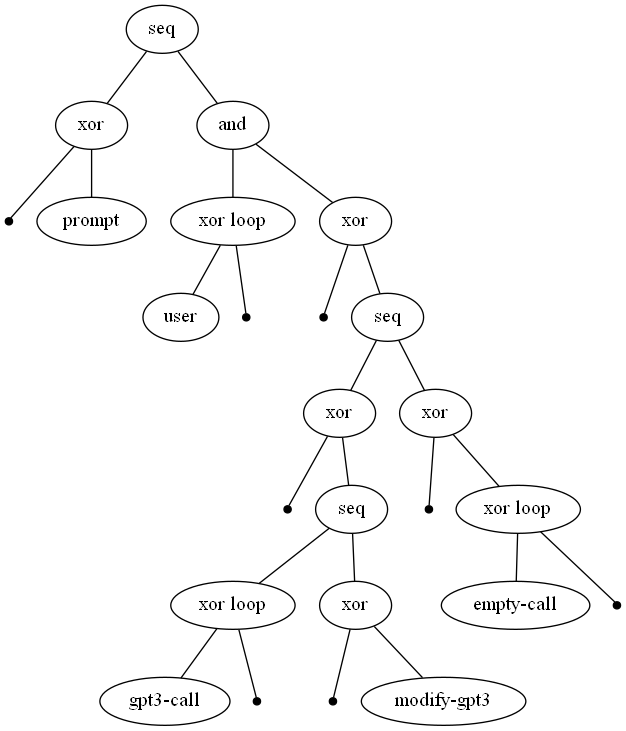 seq
xor
and
prompt
xor loop
xor
user
seq
xor
xor
seq
xor loop
xor loop
xor
empty-call
gpt3-call
modify-gpt3